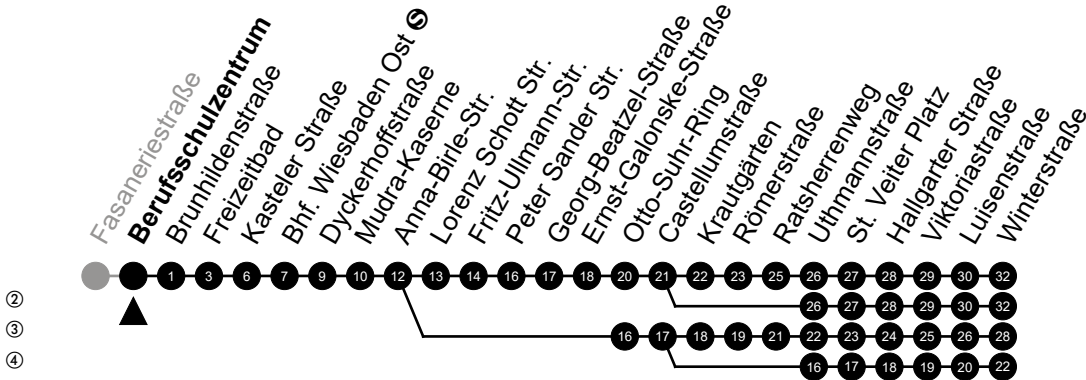 Fasaneriestraße
Berufsschulzentrum
Brunhildenstraße
Freizeitbad
Kasteler Straße
Bhf. Wiesbaden Ost S
Dyckerhoffstraße
Mudra-Kaserne
Anna-Birle-Str.
Lorenz Schott Str.
Fritz-Ullmann-Str.
Peter Sander Str.
Georg-Beatzel-Straße
Ernst-Galonske-Straße
Otto-Suhr-Ring
Castellumstraße
Krautgärten
Römerstraße
Ratsherrenweg
Uthmannstraße
St. Veiter Platz
Hallgarter Straße
Viktoriastraße
Luisenstraße
Winterstraße
1 3 6 7 9 10 12 13 14 16 17 18 20 21 22 23 25 26 27 28 29 30 32
② 26 27 28 29 30 32
③ 16 17 18 19 21 22 23 24 25 26 28
④ 16 17 18 19 20 22